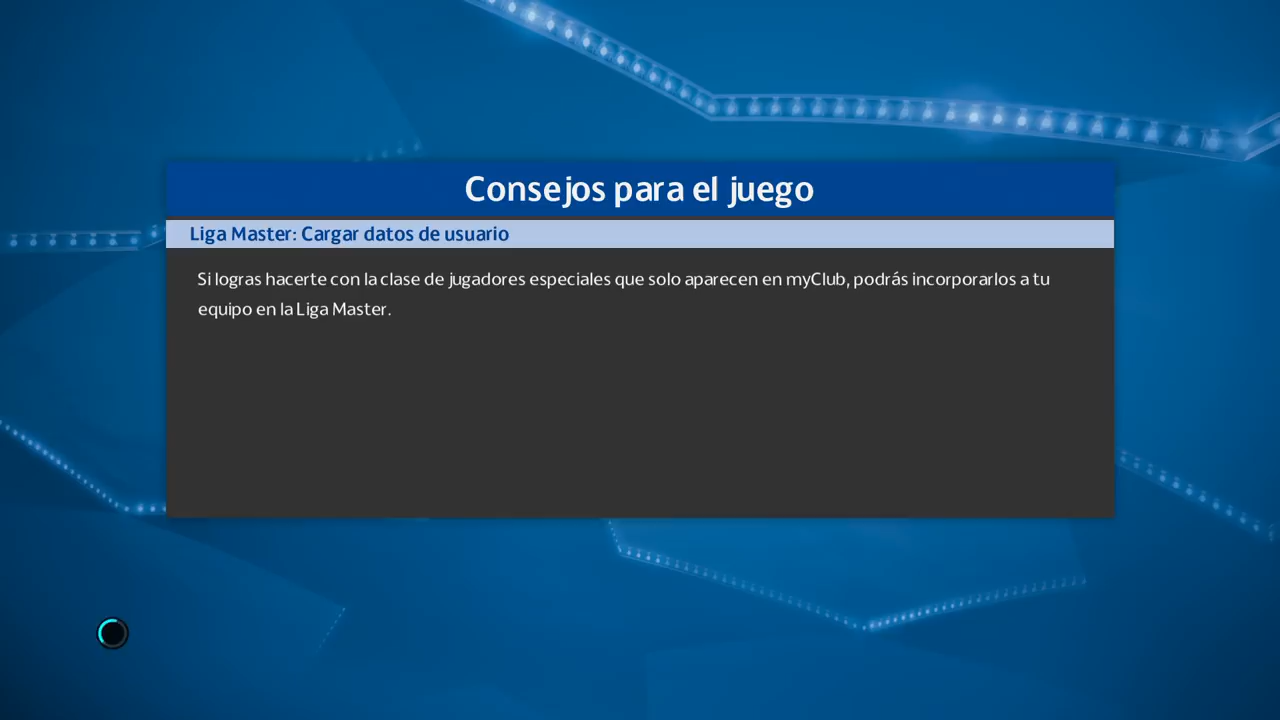 Consejos para el juego
Liga Master: Cargar datos de usuario
Si logras hacerte con la clase de jugadores especiales que solo aparecen en myClub, podrás incorporarlos a tu
equipo en la Liga Master.